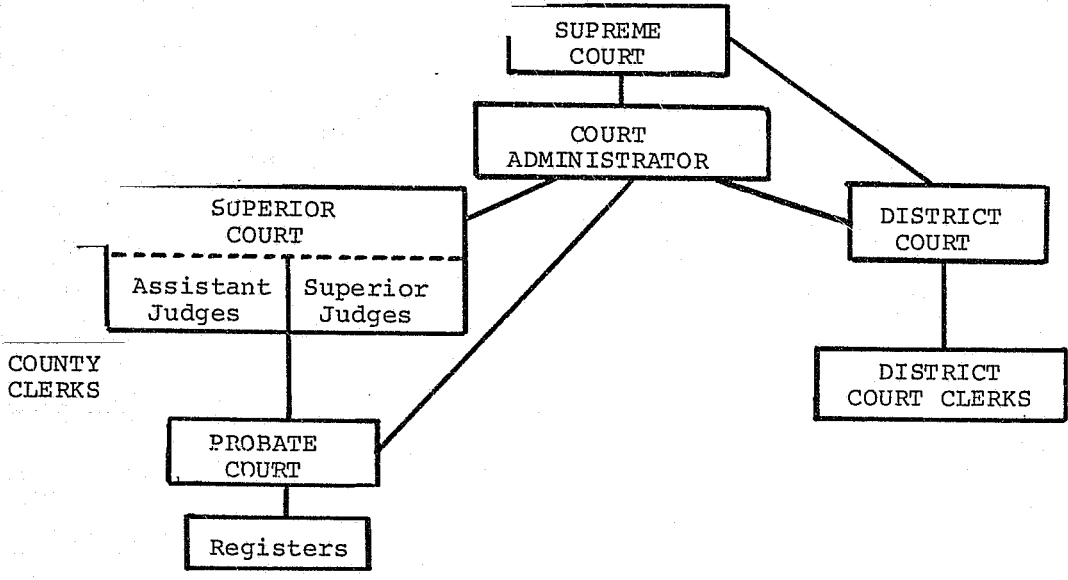 SUPREME
COURT
COURT
ADMINISTRATOR
SUPERIOR
COURT
DISTRICT
COURT
Assistant
Judges
Superior
Judges
COUNTY
CLERKS
DISTRICT
COURT CLERKS
PROBATE
COURT
Registers